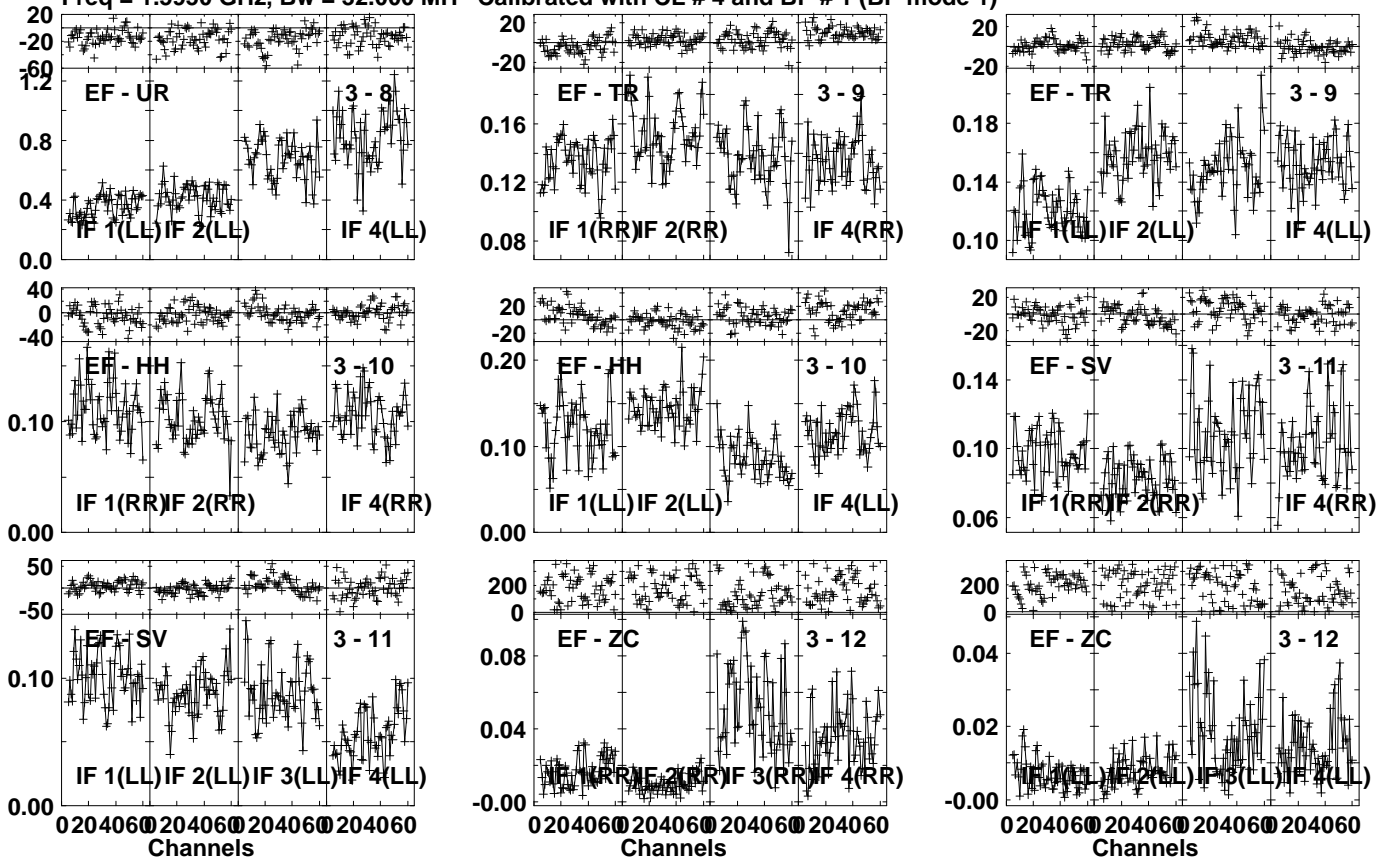 Freq = GHz, Bw = MH Calibrated with CL # 4 and BP # 1 (BP mode 1)
20
-20
-60
1.2
0.8
0.4
0.0
EF - UR
3 - 8
IF 1(LL)
IF 2(LL)
IF 4(LL)
20
-20
0.16
0.12
0.08
EF - TR
3 - 9
IF 1(RR)
IF 2(RR)
IF 4(RR)
20
-20
0.18
0.14
0.10
EF - TR
3 - 9
IF 1(LL)
IF 2(LL)
IF 4(LL)
40
0
-40
0.10
0.00
EF - HH
3 - 10
IF 1(RR)
IF 2(RR)
IF 4(RR)
20
-20
0.20
0.10
0.00
EF - HH
3 - 10
IF 1(LL)
IF 2(LL)
IF 4(LL)
20
-20
0.14
0.10
0.06
EF - SV
3 - 11
IF 1(RR)
IF 2(RR)
IF 4(RR)
50
-50
0.10
0.00
EF - SV
3 - 11
IF 1(LL)
IF 2(LL)
IF 3(LL)
IF 4(LL)
0 20 40 60 0 20 40 60 0 20 40 60 0 20 40 60
Channels
200
0
0.08
0.04
-0.00
EF - ZC
3 - 12
IF 1(RR)
IF 2(RR)
IF 3(RR)
IF 4(RR)
0 20 40 60 0 20 40 60 0 20 40 60 0 20 40 60
Channels
200
0
0.04
0.02
-0.00
EF - ZC
3 - 12
IF 1(LL)
IF 2(LL)
IF 3(LL)
IF 4(LL)
0 20 40 60 0 20 40 60 0 20 40 60 0 20 40 60
Channels